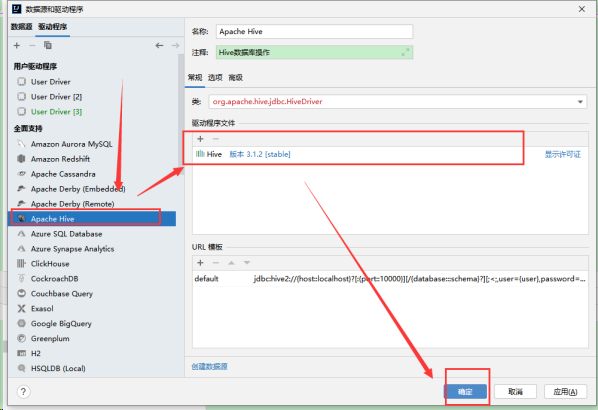 数据源和驱动程序
数据源 驱动程序
用户驱动程序
User Driver
User Driver [2]
User Driver [3]
全面支持
Amazon Aurora MySQL
Amazon Redshift
Apache Cassandra
Apache Derby (Embedded)
Apache Derby (Remote)
Apache Hive
Azure SQL Database
Azure Synapse Analytics
ClickHouse
CockroachDB
Couchbase Query
Exasol
Google BigQuery
Greenplum
H2
HSQLDB (Local)
名称: Apache Hive
注释: Hive数据库操作
常规 选项 高级
类: org.apache.hive.jdbc.HiveDriver
驱动程序文件
Hive 版本 3.1.2 [stable] 显示许可证
URL 模板
default jdbc:hive2://{host::localhost}?[:{port::10000}][/{database:::schema}?][;<;,user={user},password=...
创建数据源
? 确定 取消 应用(A)